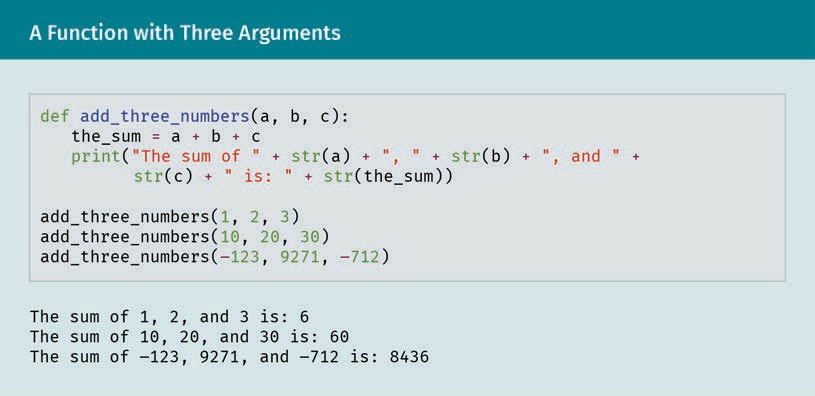 A Function with Three Arguments
def add_three_numbers(a, b, c):
    the_sum = a + b + c
    print("The sum of " + str(a) + ", " + str(b) + ", and " +
            str(c) + " is: " + str(the_sum))

add_three_numbers(1, 2, 3)
add_three_numbers(10, 20, 30)
add_three_numbers(−123, 9271, −712)

The sum of 1, 2, and 3 is: 6
The sum of 10, 20, and 30 is: 60
The sum of −123, 9271, and −712 is: 8436